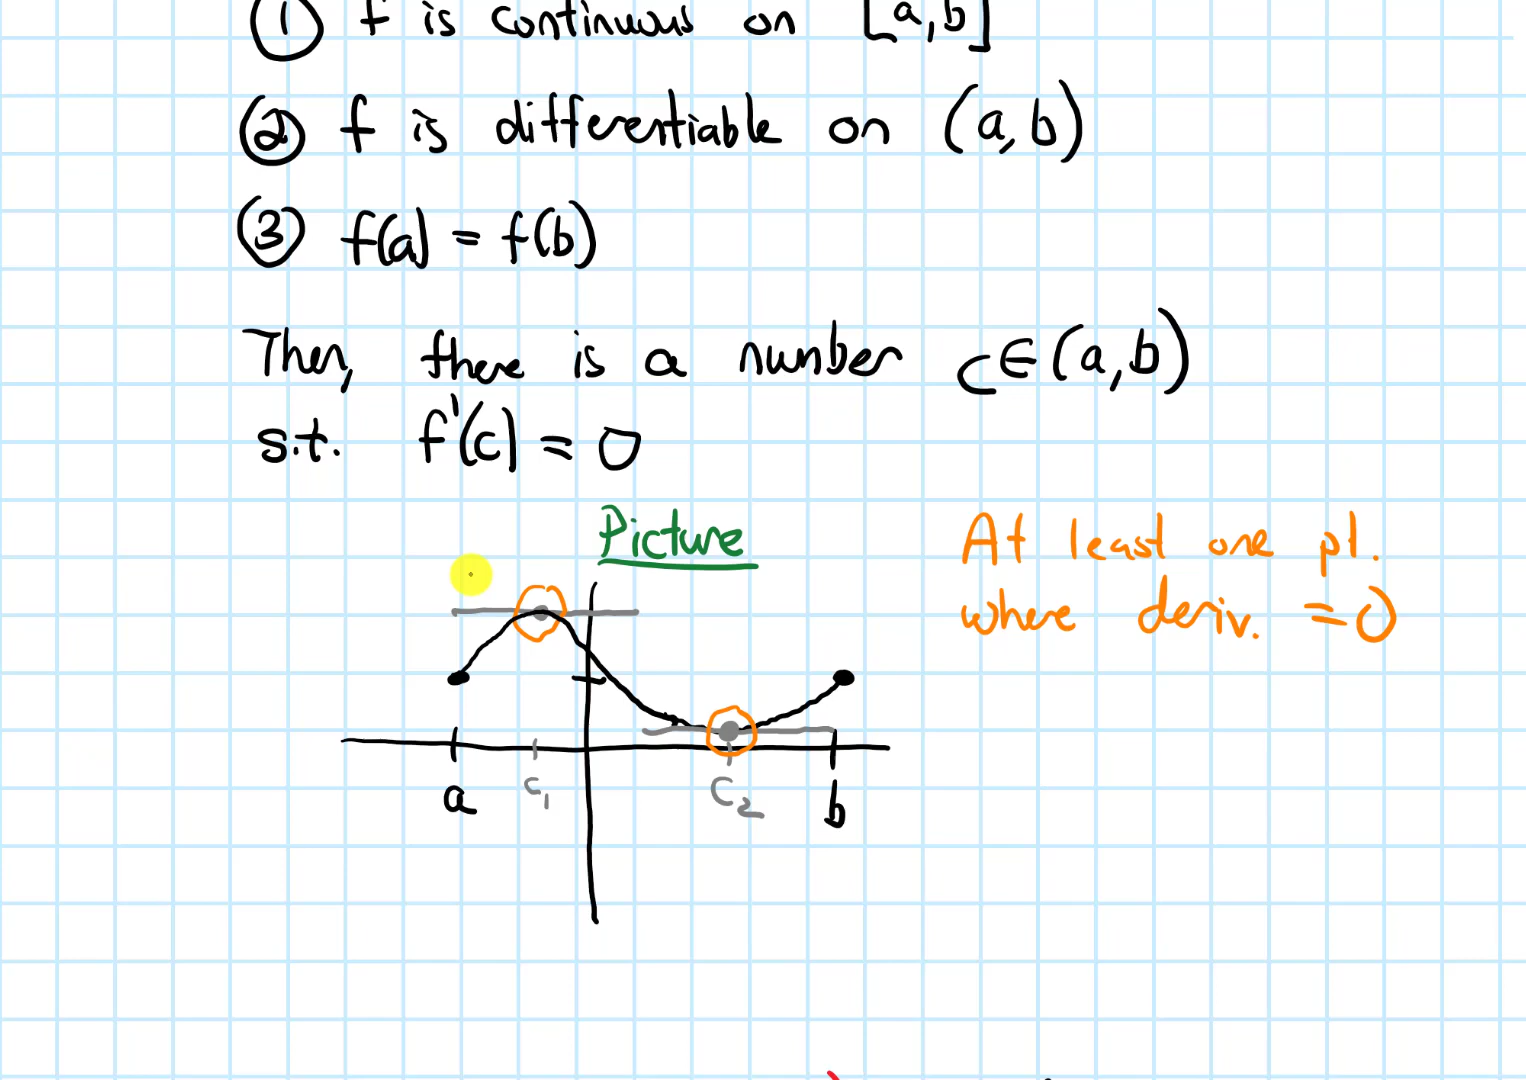 ① f is continuous on [a,b]
② f is differentiable on (a,b)
③ f(a) = f(b)
Then, there is a number c∈(a,b)
s.t. f'(c) = 0
Picture
At least one pt.
where deriv. = 0
a c₁ c₂ b